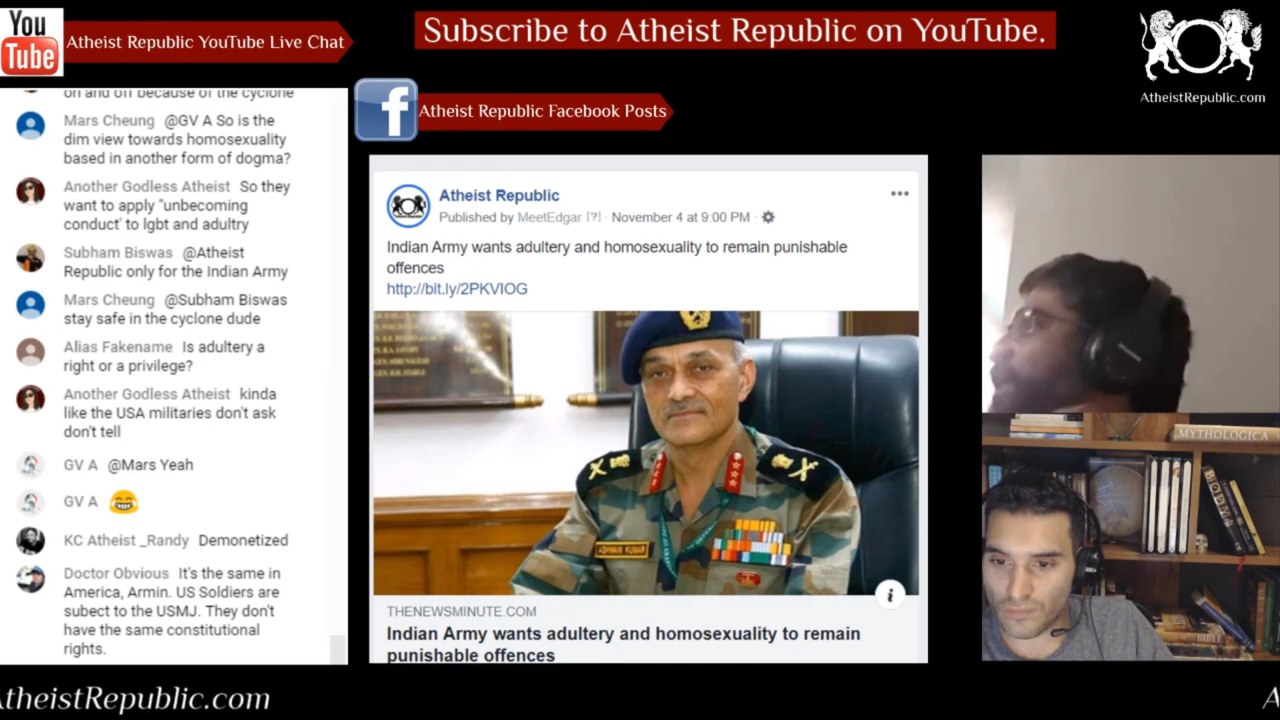 You
Tube
Atheist Republic YouTube Live Chat
Subscribe to Atheist Republic on YouTube.
AtheistRepublic.com
Atheist Republic Facebook Posts
on and off because of the cyclone
Mars Cheung @GV A So is the
dim view towards homosexuality
based in another form of dogma?
Another Godless Atheist So they
want to apply "unbecoming
conduct' to lgbt and adultry
Subham Biswas @Atheist
Republic only for the Indian Army
Mars Cheung @Subham Biswas
stay safe in the cyclone dude
Alias Fakename Is adultery a
right or a privilege?
Another Godless Atheist kinda
like the USA militaries don't ask
don't tell
GV A @Mars Yeah
GV A 😂
KC Atheist _Randy Demonetized
Doctor Obvious It's the same in
America, Armin. US Soldiers are
subect to the USMJ. They don't
have the same constitutional
rights.
f
Atheist Republic
Published by MeetEdgar [?] · November 4 at 9:00 PM ·
Indian Army wants adultery and homosexuality to remain punishable
offences
http://bit.ly/2PKVIOG
ASHWANI KUMAR
i
THENEWSMINUTE.COM
Indian Army wants adultery and homosexuality to remain
punishable offences
MYTHOLOGICA
BIBLE
AtheistRepublic.com
A